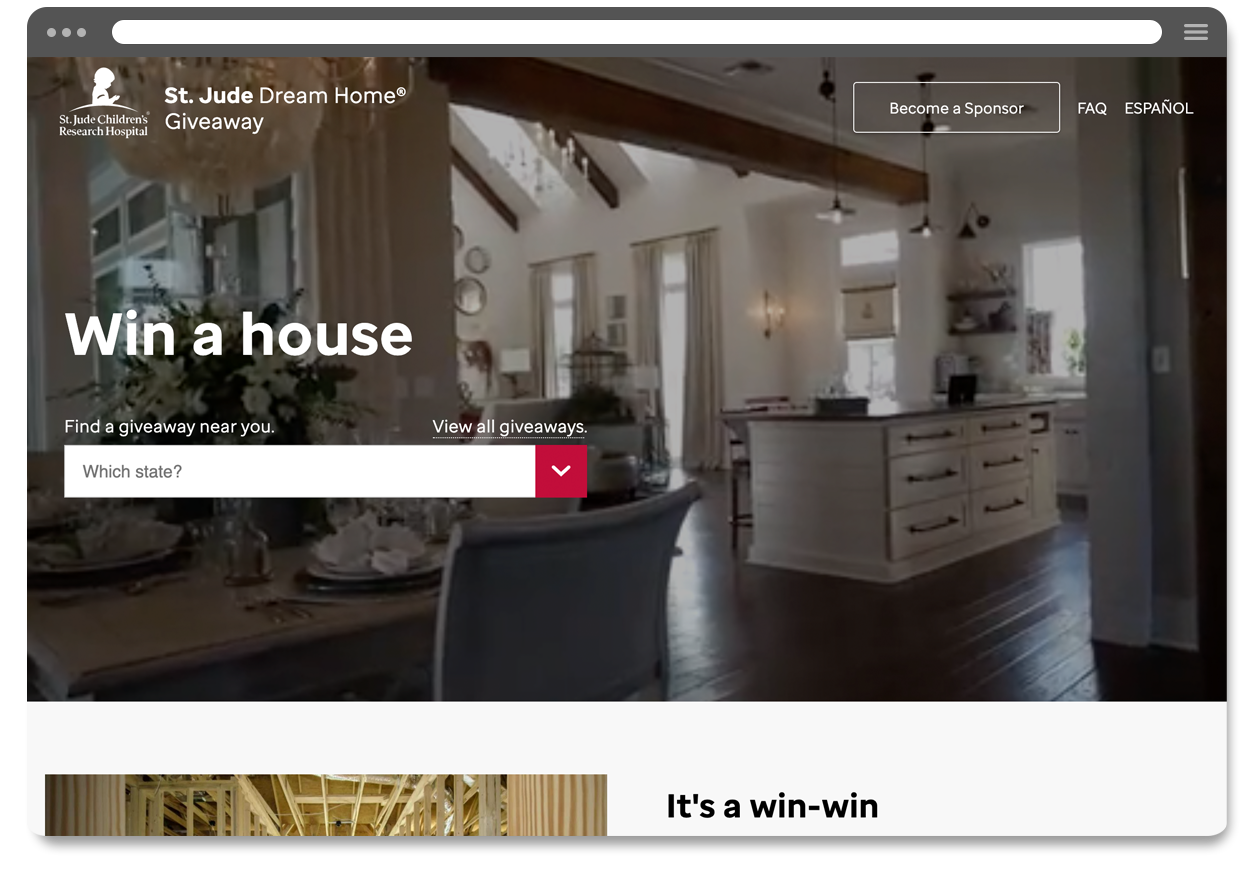 St. Jude Children's
Research Hospital
St. Jude Dream Home®
Giveaway
Become a Sponsor
FAQ
ESPAÑOL
Win a house
Find a giveaway near you.
View all giveaways.
Which state?
It's a win-win